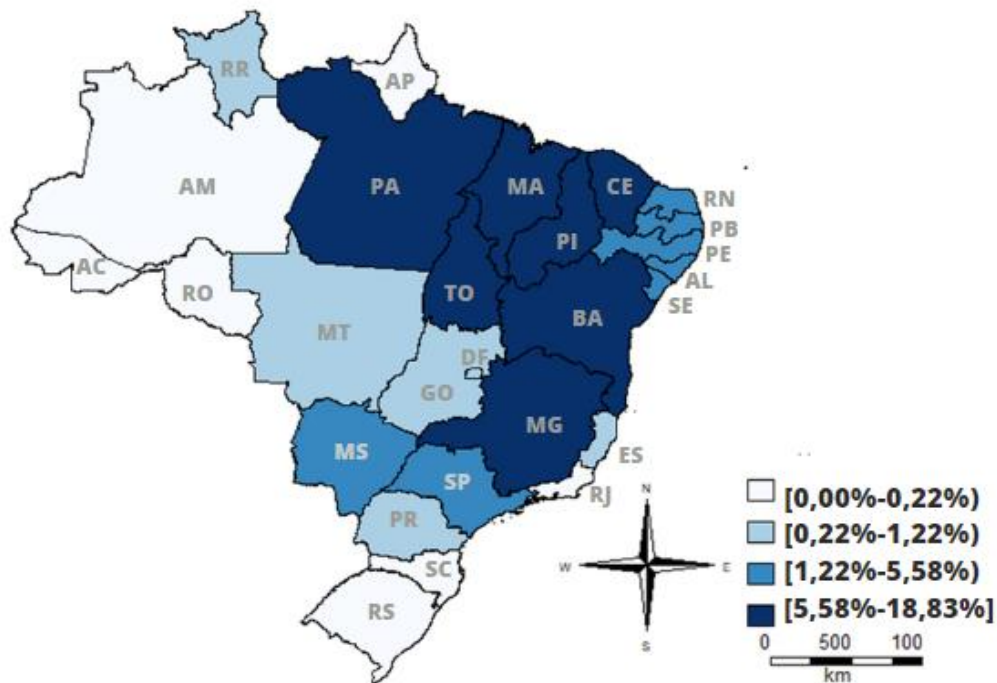 RR
AP
AM
PA
MA
CE
RN
PB
PI
PE
AC
AL
RO
TO
SE
BA
MT
DF
GO
MG
MS
ES
SP
RJ
PR
SC
RS
N
W
E
S
[0,00%-0,22%)
[0,22%-1,22%)
[1,22%-5,58%)
[5,58%-18,83%]
0 500 100
km